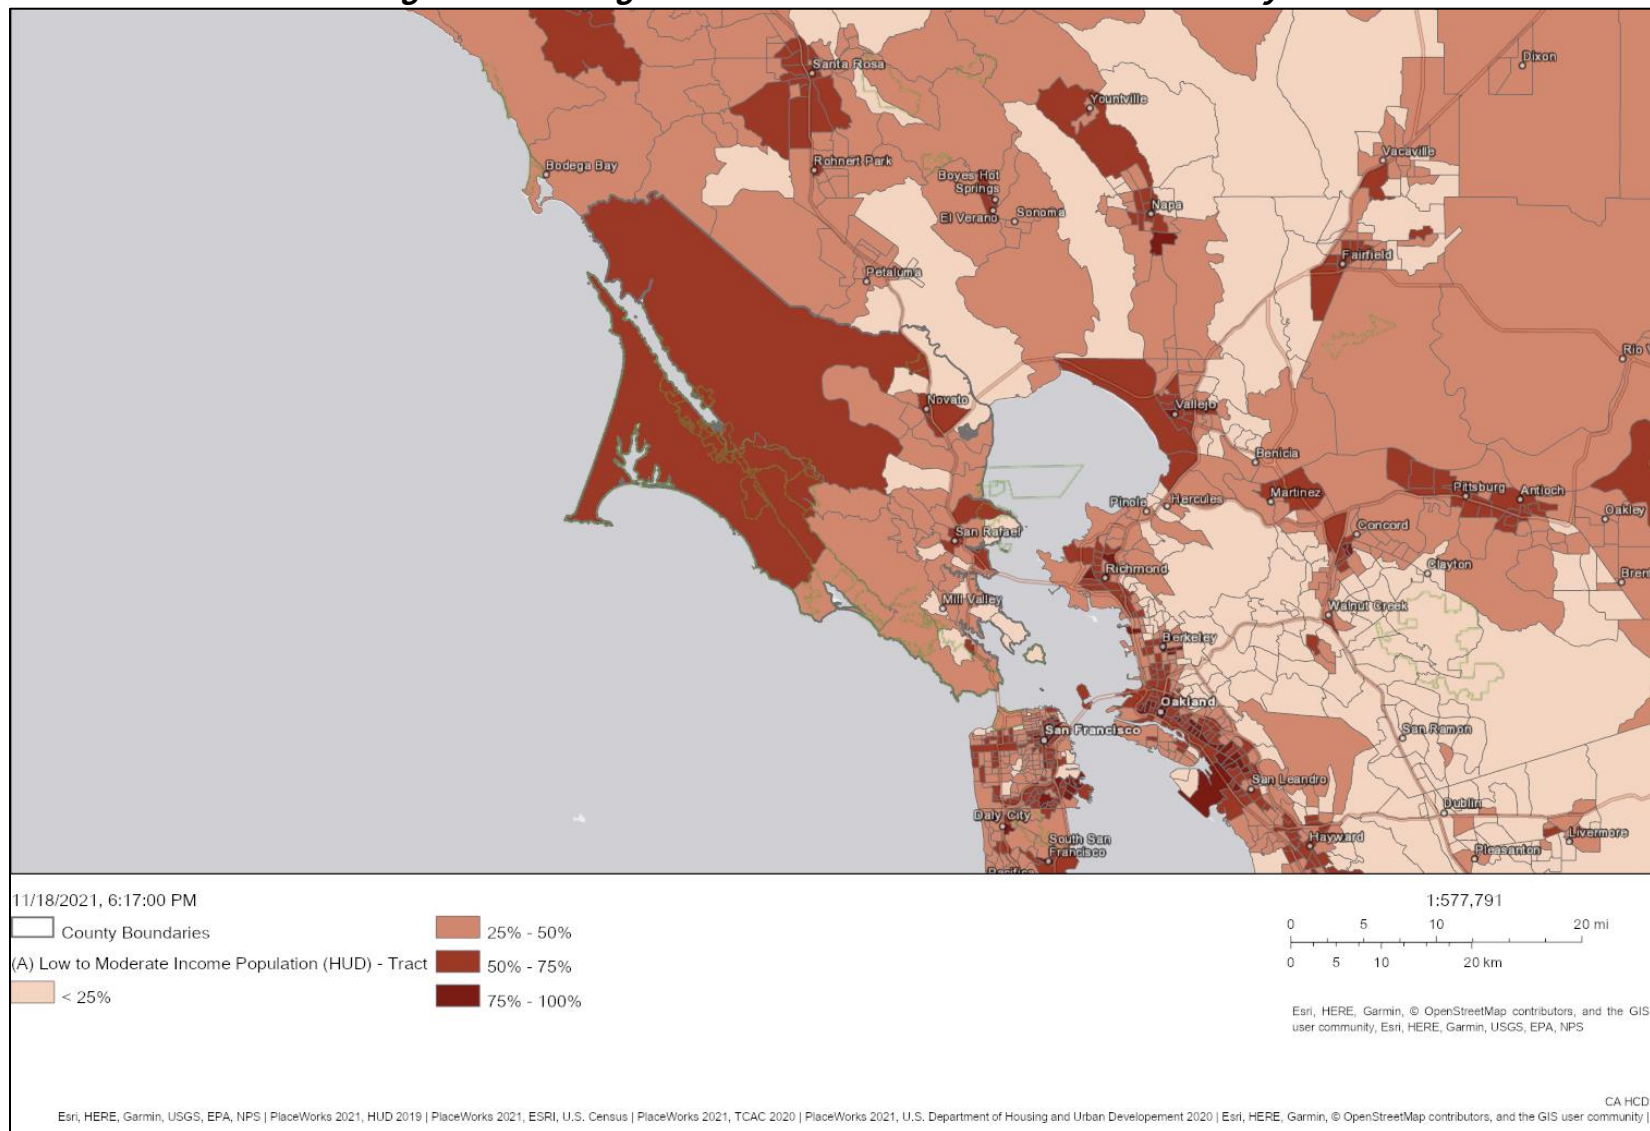 Santa Rosa
Dixon
Yountville
Bodega Bay
Rohnert Park
Vacaville
Boyes Hot
Springs
Napa
El Verano
Sonoma
Fairfield
Petaluma
Rio V
Novato
Vallejo
Benicia
Pinole
Hercules
Martinez
Pittsburg
Antioch
Oakley
San Rafael
Concord
Richmond
Clayton
Bren
Mill Valley
Walnut Creek
Berkeley
Oakland
San Francisco
San Ramon
San Leandro
Daly City
Dublin
South San
Francisco
Hayward
Livermore
Pleasanton
Pacifica
11/18/2021, 6:17:00 PM
County Boundaries
(A) Low to Moderate Income Population (HUD) - Tract
< 25%
25% - 50%
50% - 75%
75% - 100%
1:577,791
0 5 10 20 mi
0 5 10 20 km
Esri, HERE, Garmin, © OpenStreetMap contributors, and the GIS
user community, Esri, HERE, Garmin, USGS, EPA, NPS
CA HCD
Esri, HERE, Garmin, USGS, EPA, NPS | PlaceWorks 2021, HUD 2019 | PlaceWorks 2021, ESRI, U.S. Census | PlaceWorks 2021, TCAC 2020 | PlaceWorks 2021, U.S. Department of Housing and Urban Developement 2020 | Esri, HERE, Garmin, © OpenStreetMap contributors, and the GIS user community |